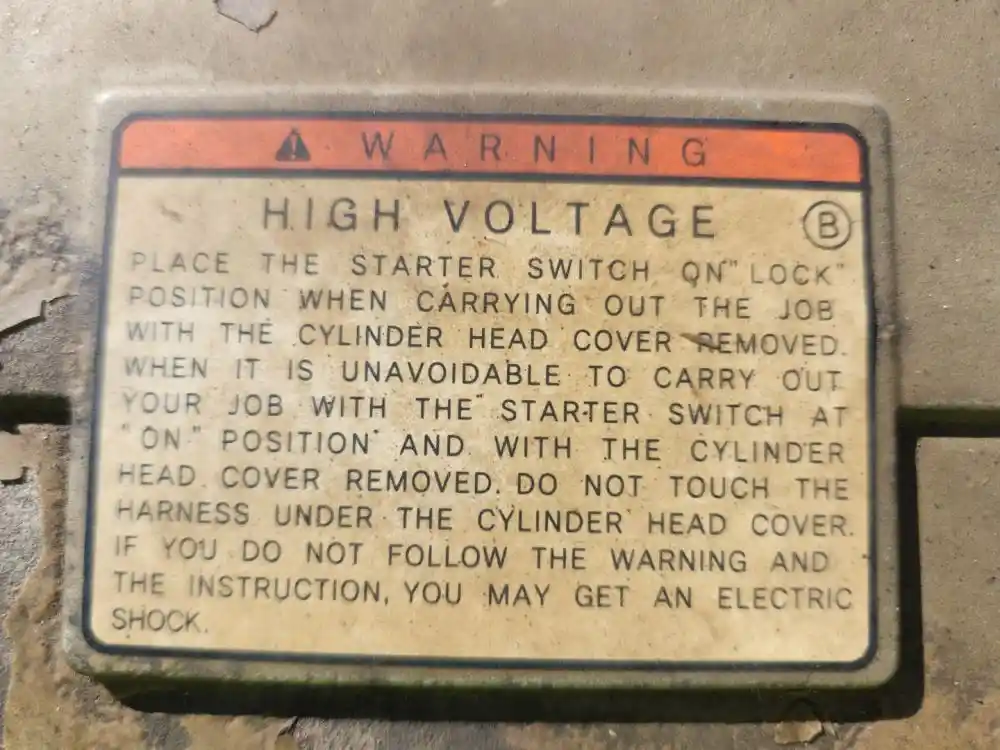 WARNING
HIGH VOLTAGE B
PLACE THE STARTER SWITCH ON "LOCK"
POSITION WHEN CARRYING OUT THE JOB
WITH THE CYLINDER HEAD COVER REMOVED.
WHEN IT IS UNAVOIDABLE TO CARRY OUT
YOUR JOB WITH THE STARTER SWITCH AT
"ON" POSITION AND WITH THE CYLINDER
HEAD COVER REMOVED, DO NOT TOUCH THE
HARNESS UNDER THE CYLINDER HEAD COVER.
IF YOU DO NOT FOLLOW THE WARNING AND
THE INSTRUCTION, YOU MAY GET AN ELECTRIC
SHOCK.